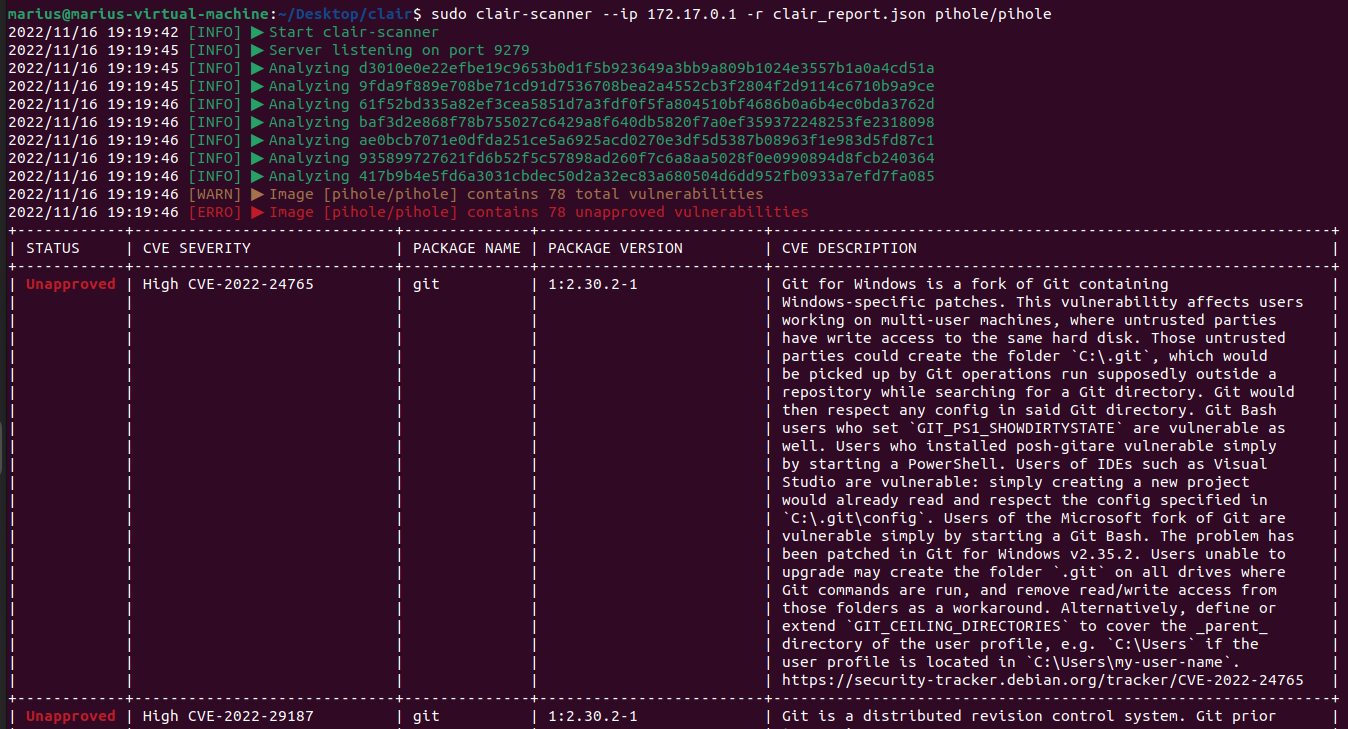 marius@marius-virtual-machine:~/Desktop/clair$ sudo clair-scanner --ip 172.17.0.1 -r clair_report.json pihole/pihole
2022/11/16 19:19:42 [INFO] ▶ Start clair-scanner
2022/11/16 19:19:45 [INFO] ▶ Server listening on port 9279
2022/11/16 19:19:45 [INFO] ▶ Analyzing d3010e0e22efbe19c9653b0d1f5b923649a3bb9a809b1024e3557b1a0a4cd51a
2022/11/16 19:19:45 [INFO] ▶ Analyzing 9fda9f889e708be71cd91d7536708bea2a4552cb3f2804f2d9114c6710b9a9ce
2022/11/16 19:19:46 [INFO] ▶ Analyzing 61f52bd335a82ef3cea5851d7a3fdf0f5fa804510bf4686b0a6b4ec0bda3762d
2022/11/16 19:19:46 [INFO] ▶ Analyzing baf3d2e868f78b755027c6429a8f640db5820f7a0ef359372248253fe2318098
2022/11/16 19:19:46 [INFO] ▶ Analyzing ae0bcb7071e0dfda251ce5a6925acd0270e3df5d5387b08963f1e983d5fd87c1
2022/11/16 19:19:46 [INFO] ▶ Analyzing 935899727621fd6b52f5c57898ad260f7c6a8aa5028f0e0990894d8fcb240364
2022/11/16 19:19:46 [INFO] ▶ Analyzing 417b9b4e5fd6a3031cbdec50d2a32ec83a680504d6dd952fb0933a7efd7fa085
2022/11/16 19:19:46 [WARN] ▶ Image [pihole/pihole] contains 78 total vulnerabilities
2022/11/16 19:19:46 [ERRO] ▶ Image [pihole/pihole] contains 78 unapproved vulnerabilities
| STATUS | CVE SEVERITY | PACKAGE NAME | PACKAGE VERSION | CVE DESCRIPTION |
| Unapproved | High CVE-2022-24765 | git | 1:2.30.2-1 | Git for Windows is a fork of Git containing |
Windows-specific patches. This vulnerability affects users
working on multi-user machines, where untrusted parties
have write access to the same hard disk. Those untrusted
parties could create the folder `C:\.git`, which would
be picked up by Git operations run supposedly outside a
repository while searching for a Git directory. Git would
then respect any config in said Git directory. Git Bash
users who set `GIT_PS1_SHOWDIRTYSTATE` are vulnerable as
well. Users who installed posh-gitare vulnerable simply
by starting a PowerShell. Users of IDEs such as Visual
Studio are vulnerable: simply creating a new project
would already read and respect the config specified in
`C:\.git\config`. Users of the Microsoft fork of Git are
vulnerable simply by starting a Git Bash. The problem has
been patched in Git for Windows v2.35.2. Users unable to
upgrade may create the folder `.git` on all drives where
Git commands are run, and remove read/write access from
those folders as a workaround. Alternatively, define or
extend `GIT_CEILING_DIRECTORIES` to cover the _parent_
directory of the user profile, e.g. `C:\Users` if the
user profile is located in `C:\Users\my-user-name`.
https://security-tracker.debian.org/tracker/CVE-2022-24765
| Unapproved | High CVE-2022-29187 | git | 1:2.30.2-1 | Git is a distributed revision control system. Git prior |